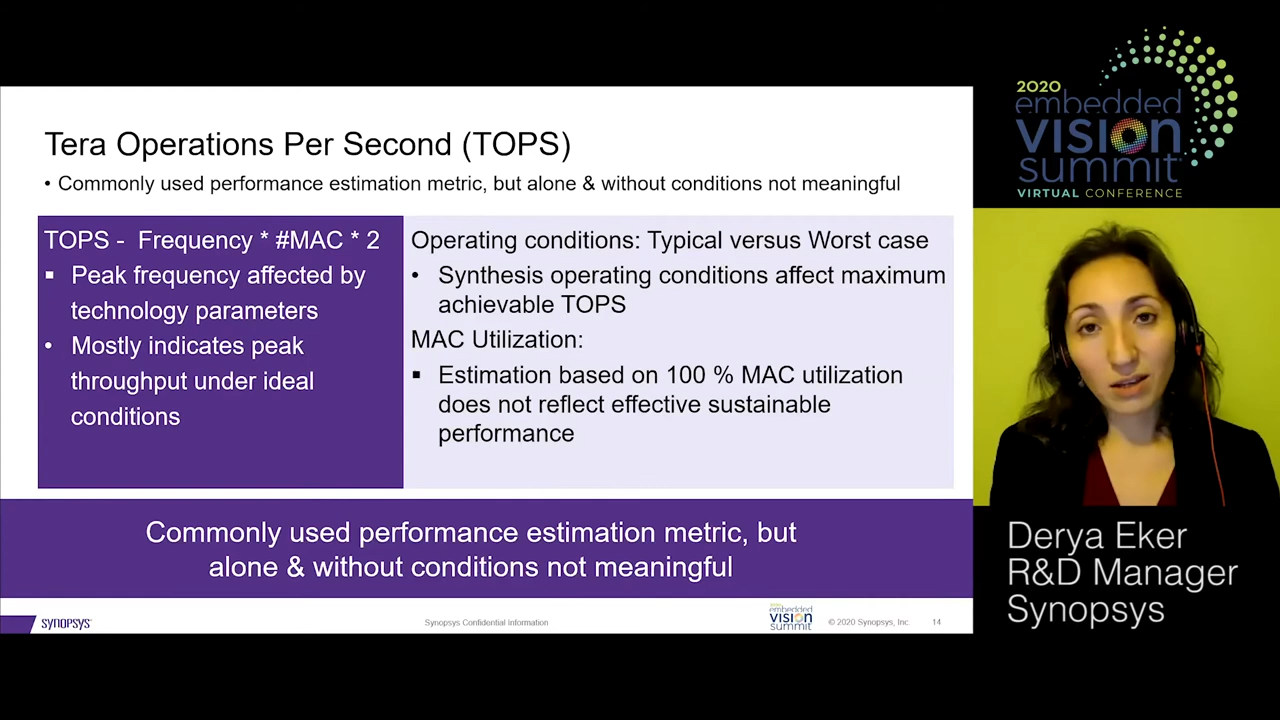 Tera Operations Per Second (TOPS)
• Commonly used performance estimation metric, but alone & without conditions not meaningful
TOPS - Frequency * #MAC * 2
▪ Peak frequency affected by
technology parameters
• Mostly indicates peak
throughput under ideal
conditions
Operating conditions: Typical versus Worst case
• Synthesis operating conditions affect maximum
achievable TOPS
MAC Utilization:
▪ Estimation based on 100 % MAC utilization
does not reflect effective sustainable
performance
Commonly used performance estimation metric, but
alone & without conditions not meaningful
SYNOPSYS
Synopsys Confidential Information
embedded
VISION
summit
© 2020 Synopsys, Inc
14
2020
embedded
VISION
summit
VIRTUAL CONFERENCE
Derya Eker
R&D Manager
Synopsys